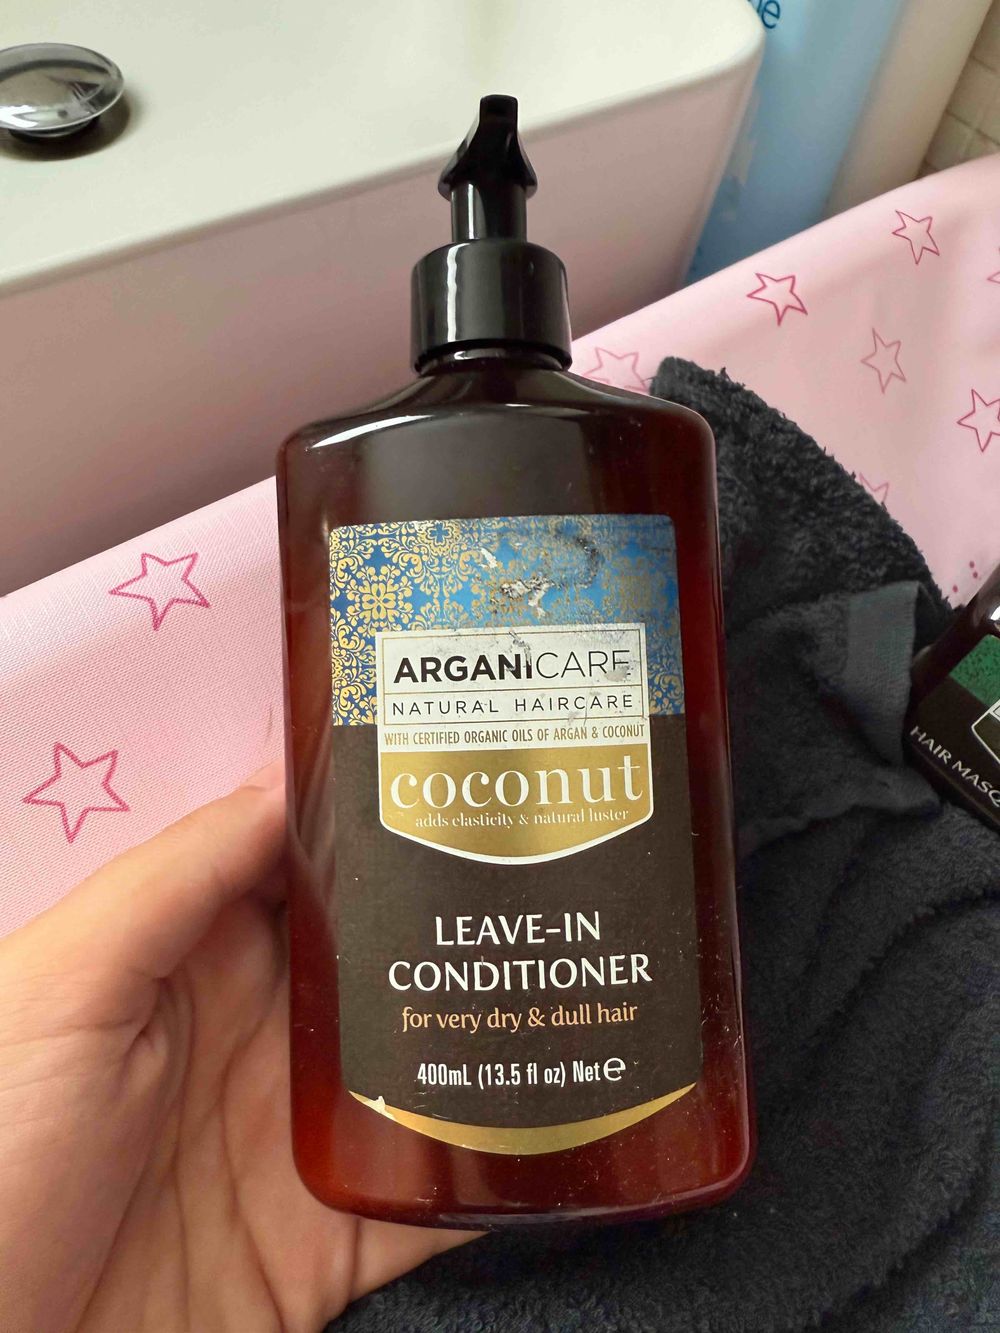 ARGANICARE
NATURAL HAIRCARE
WITH CERTIFIED ORGANIC OILS OF ARGAN & COCONUT
coconut
adds elasticity & natural luster
LEAVE-IN
CONDITIONER
for very dry & dull hair
400mL (13.5 fl oz) Net e
HAIR